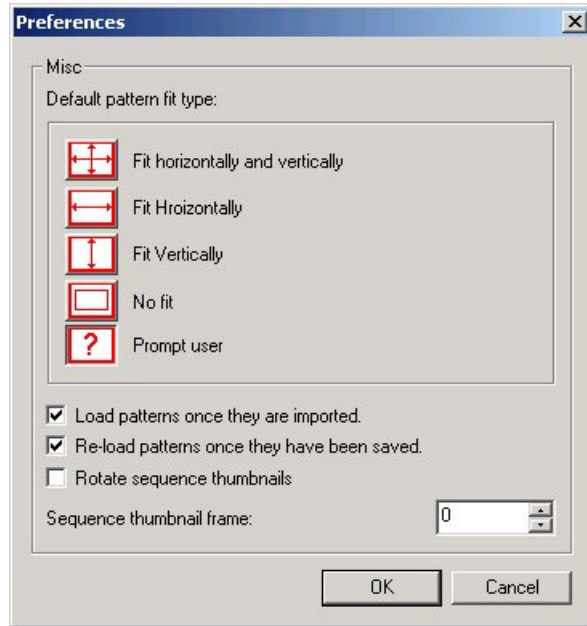 Preferences
Misc
Default pattern fit type:
Fit horizontally and vertically
Fit Hroizontally
Fit Vertically
No fit
? Prompt user
Load patterns once they are imported.
Re-load patterns once they have been saved.
Rotate sequence thumbnails
Sequence thumbnail frame: 0
OK Cancel